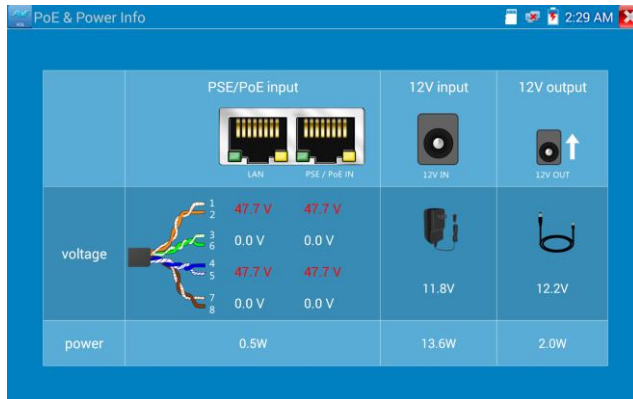 PoE & Power Info
2:29 AM
PSE/PoE input
12V input
12V output
LAN
PSE / PoE IN
12V IN
12V OUT
voltage
1
2
47.7 V
47.7 V
3
6
0.0 V
0.0 V
4
5
47.7 V
47.7 V
7
8
0.0 V
0.0 V
11.8V
12.2V
power
0.5W
13.6W
2.0W